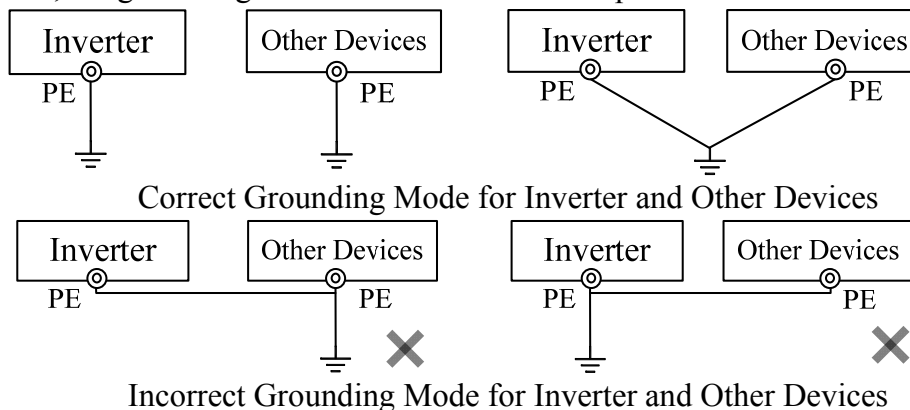 Inverter Other Devices Inverter Other Devices
PE PE PE PE
Correct Grounding Mode for Inverter and Other Devices
Inverter Other Devices Inverter Other Devices
PE PE PE PE
Incorrect Grounding Mode for Inverter and Other Devices